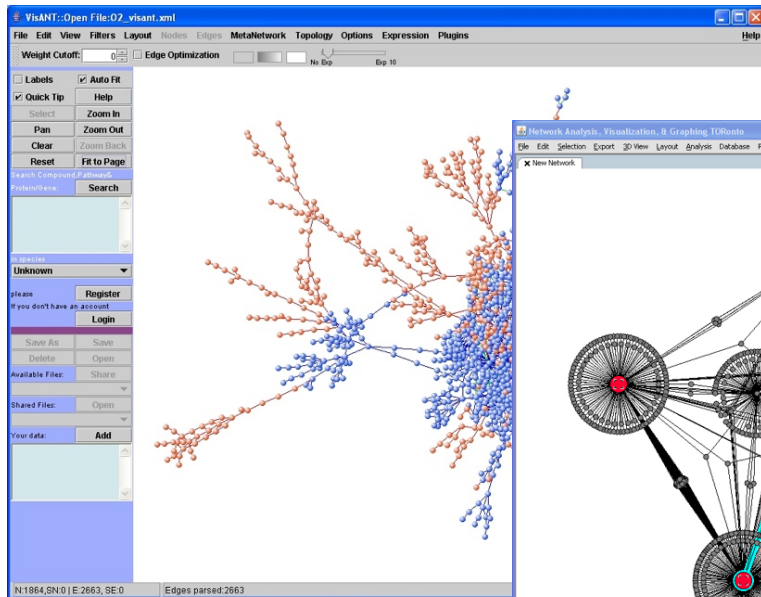 VisANT::Open File:O2_visant.xml
File Edit View Filters Layout Nodes Edges MetaNetwork Topology Options Expression Plugins Help
Weight Cutoff: 0 Edge Optimization No Exp Exp 10
Labels Auto Fit
Quick Tip Help
Select Zoom In
Pan Zoom Out
Clear Zoom Back
Reset Fit to Page
Search Compound,Pathway&
Protein/Gene: Search
In species
Unknown
please Register
If you don't have an account
Login
Save As Save
Delete Open
Available Files: Share
Shared Files: Open
Your data: Add
N:1864,SN:0 | E:2663, SE:0 Edges parsed:2663
Network Analysis, Visualization, & Graphing TORonto
File Edit Selection Export 3D View Layout Analysis Database
New Network